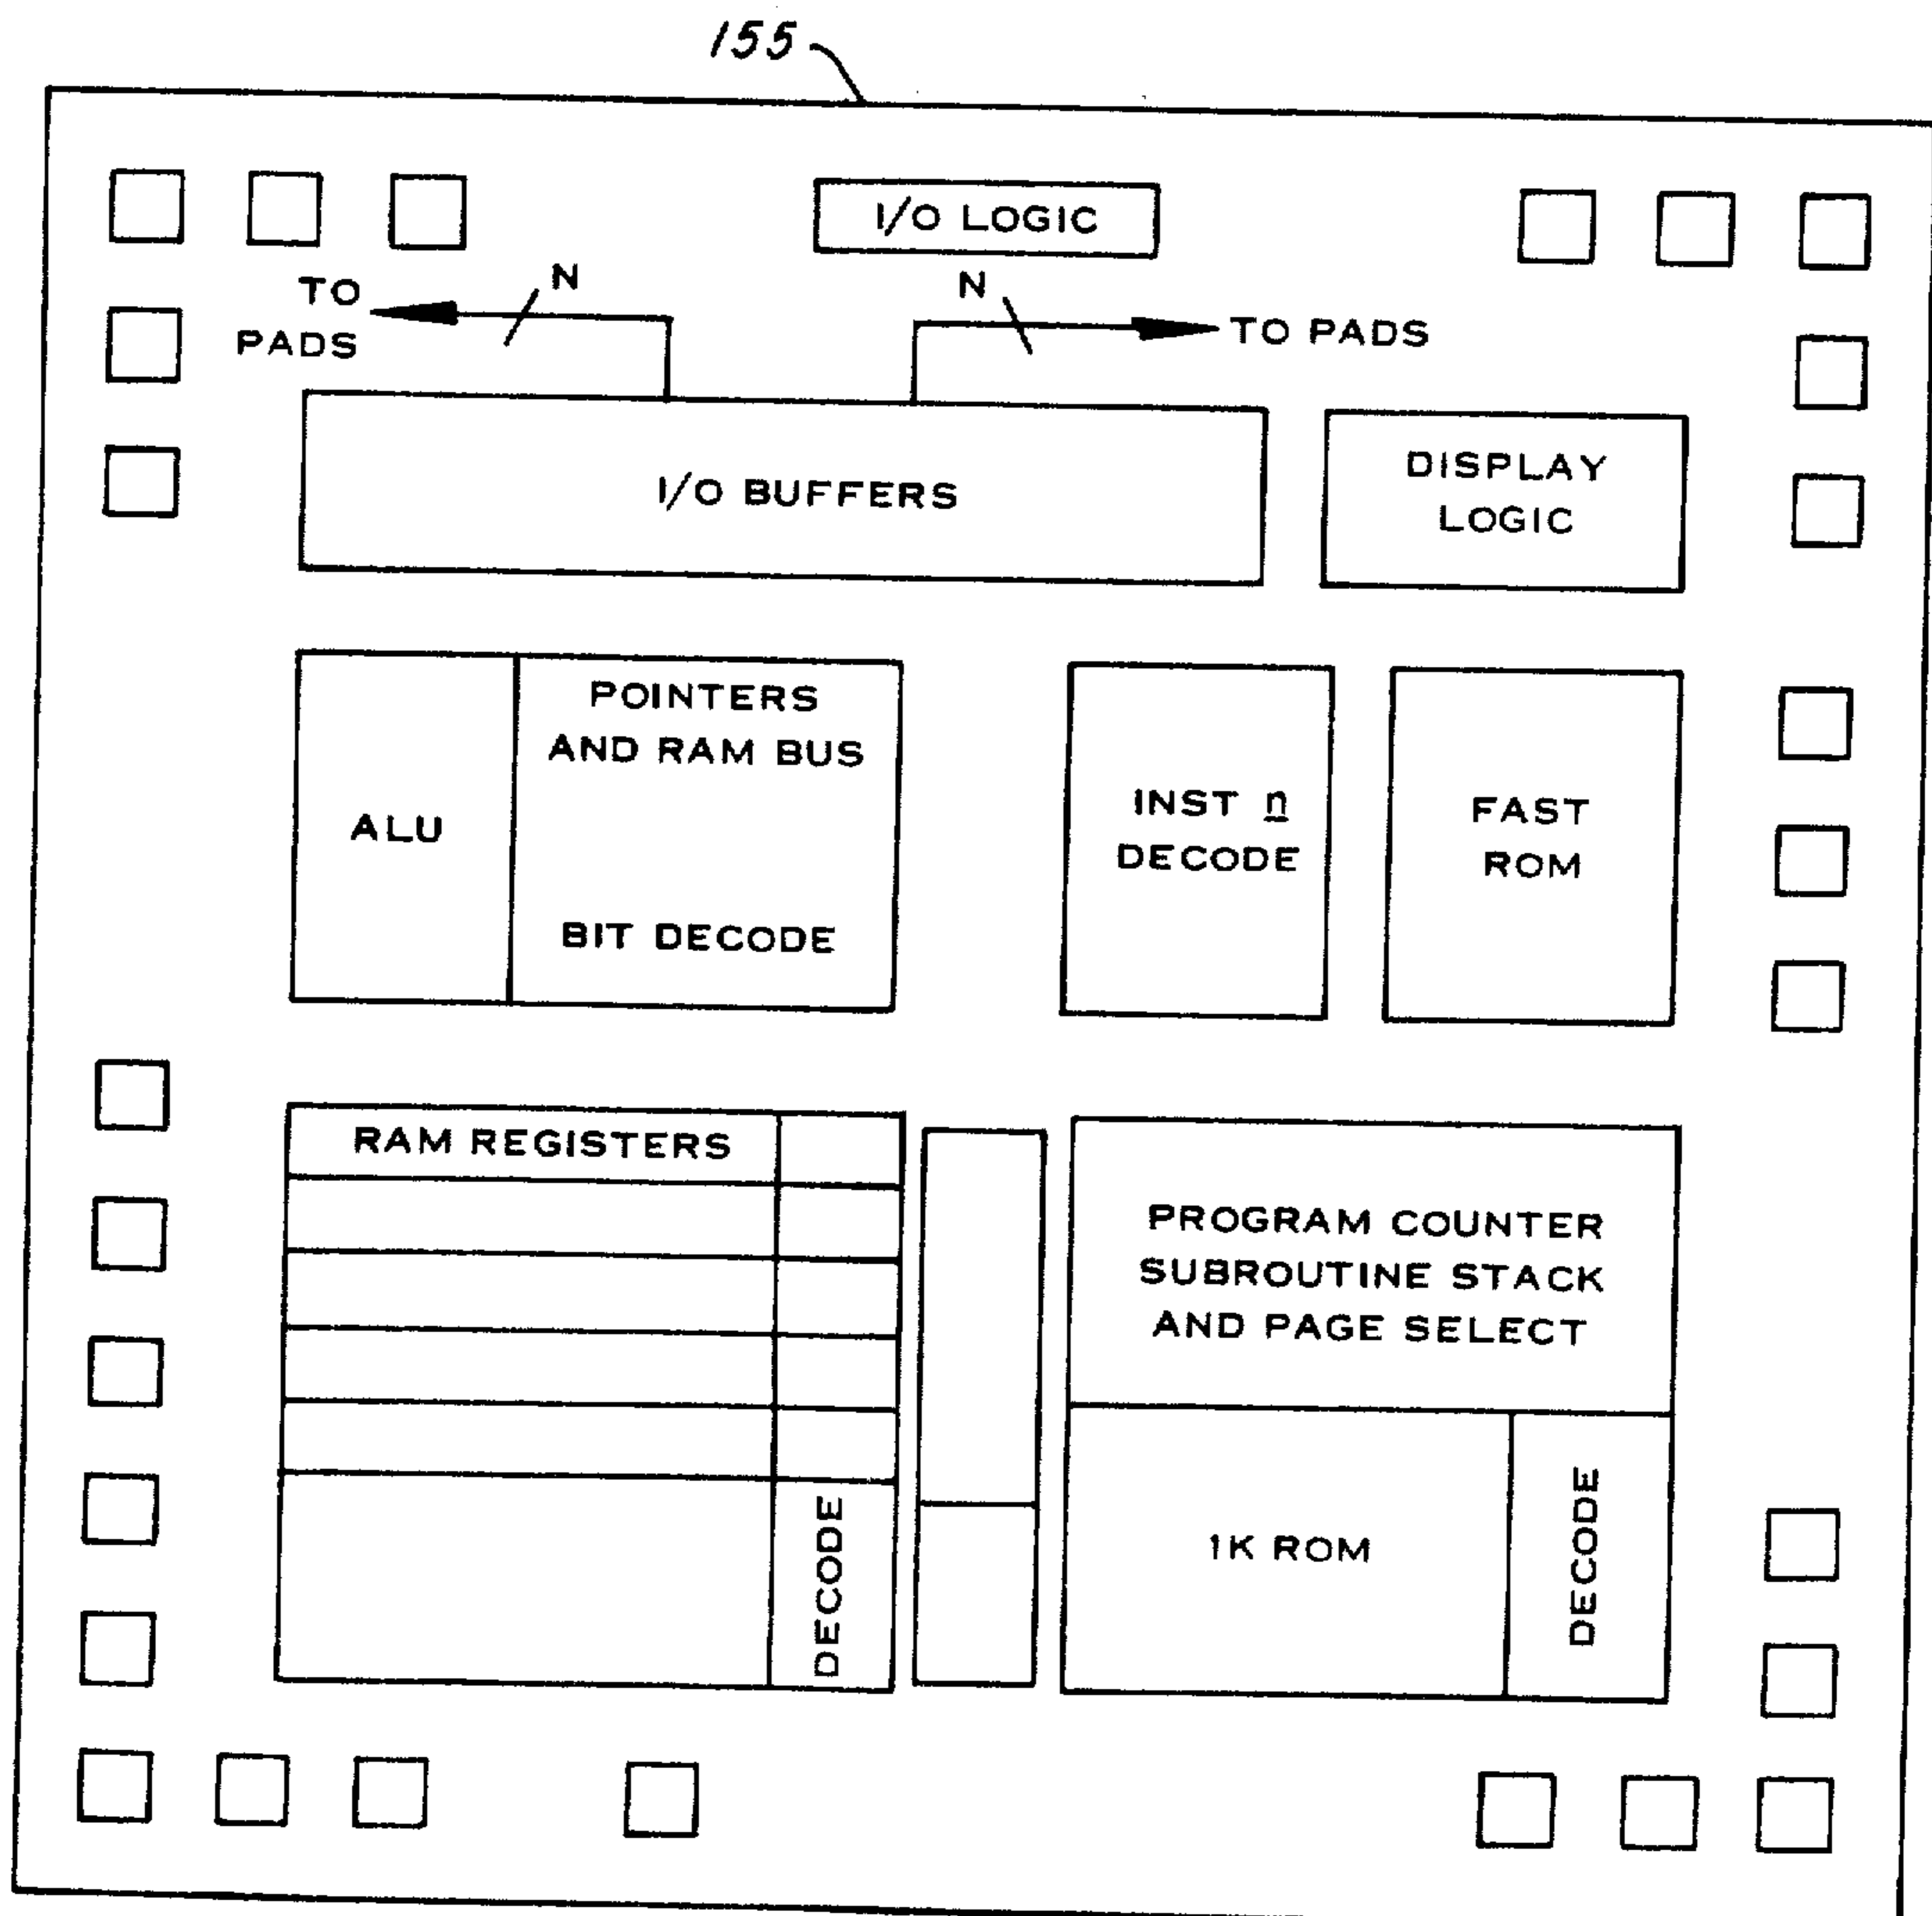 155
I/O LOGIC
N
N
TO
PADS
TO PADS
I/O BUFFERS
DISPLAY
LOGIC
ALU
POINTERS
AND RAM BUS
BIT DECODE
INST n
DECODE
FAST
ROM
RAM REGISTERS
DECODE
PROGRAM COUNTER
SUBROUTINE STACK
AND PAGE SELECT
1K ROM
DECODE